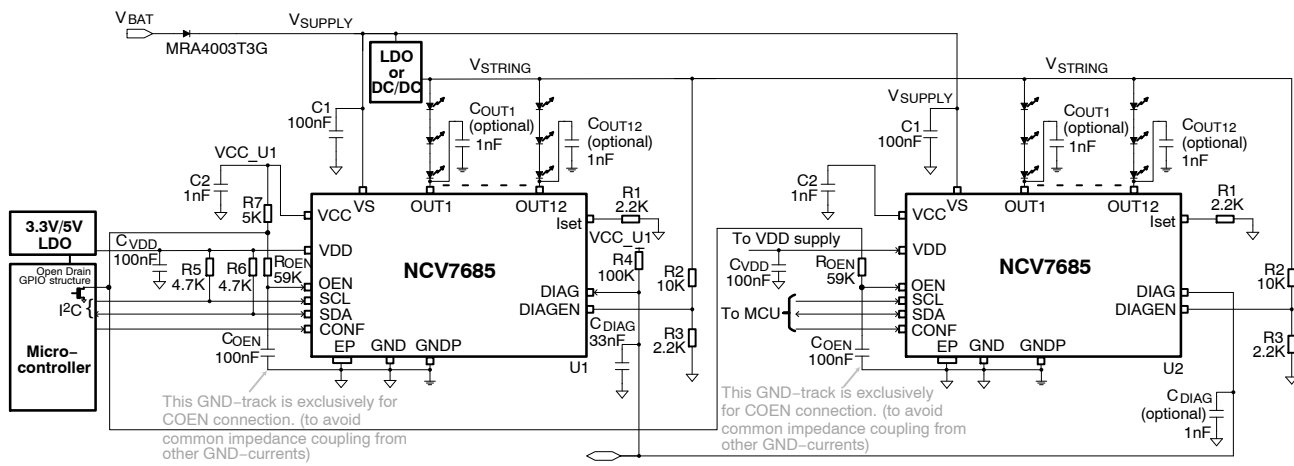 VBAT
MRA4003T3G
VSUPPLY
LDO
or
DC/DC
VSTRING
VSTRING
VSUPPLY
C1
100nF
COUT1
(optional)
1nF
COUT12
(optional)
1nF
C1
100nF
COUT1
(optional)
1nF
COUT12
(optional)
1nF
VCC_U1
C2
1nF
R7
5K
VS
OUT1
OUT12
VCC
Iset
R1
2.2K
C2
1nF
VS
OUT1
OUT12
VCC
Iset
R1
2.2K
3.3V/5V
LDO
CVDD
100nF
R5
4.7K
R6
4.7K
ROEN
59K
VDD
NCV7685
VCC_U1
R4
100K
R2
10K
To VDD supply
CVDD
100nF
ROEN
59K
VDD
NCV7685
R2
10K
Open Drain
GPIO structure
I²C {
OEN
SCL
SDA
CONF
DIAG
DIAGEN
To MCU
OEN
SCL
SDA
CONF
DIAG
DIAGEN
Micro–
controller
COEN
100nF
EP
GND
GNDP
U1
CDIAG
33nF
R3
2.2K
COEN
100nF
EP
GND
GNDP
U2
R3
2.2K
This GND–track is exclusively for
COEN connection. (to avoid
common impedance coupling from
other GND–currents)
This GND–track is exclusively
for COEN connection. (to avoid
common impedance coupling from
other GND–currents)
CDIAG
(optional)
1nF